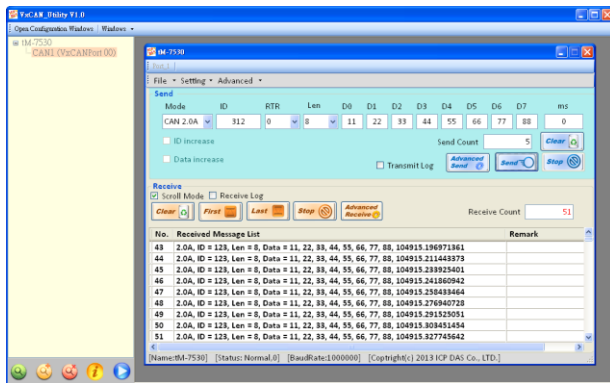 VxCAN_Utility V1.0
Open Configuration Windows Windows
tM-7530
CAN1 (VxCANPort 00)
tM-7530
Port 1
File Setting Advanced
Send
Mode ID RTR Len D0 D1 D2 D3 D4 D5 D6 D7 ms
CAN 2.0A 312 0 8 11 22 33 44 55 66 77 88 0
ID increase
Send Count 5 Clear
Data increase
Transmit Log Advanced Send Send Stop
Receive
Scroll Mode Receive Log
Clear First Last Stop Advanced Receive Receive Count 51
No. Received Message List Remark
43 2.0A, ID = 123, Len = 8, Data = 11, 22, 33, 44, 55, 66, 77, 88, 104915.196971361
44 2.0A, ID = 123, Len = 8, Data = 11, 22, 33, 44, 55, 66, 77, 88, 104915.211443373
45 2.0A, ID = 123, Len = 8, Data = 11, 22, 33, 44, 55, 66, 77, 88, 104915.233925401
46 2.0A, ID = 123, Len = 8, Data = 11, 22, 33, 44, 55, 66, 77, 88, 104915.241860942
47 2.0A, ID = 123, Len = 8, Data = 11, 22, 33, 44, 55, 66, 77, 88, 104915.258433464
48 2.0A, ID = 123, Len = 8, Data = 11, 22, 33, 44, 55, 66, 77, 88, 104915.276940728
49 2.0A, ID = 123, Len = 8, Data = 11, 22, 33, 44, 55, 66, 77, 88, 104915.291525051
50 2.0A, ID = 123, Len = 8, Data = 11, 22, 33, 44, 55, 66, 77, 88, 104915.303451454
51 2.0A, ID = 123, Len = 8, Data = 11, 22, 33, 44, 55, 66, 77, 88, 104915.327745642
[Name:tM-7530] [Status: Normal,0] [BaudRate:1000000] [Coptright(c) 2013 ICP DAS Co., LTD.]